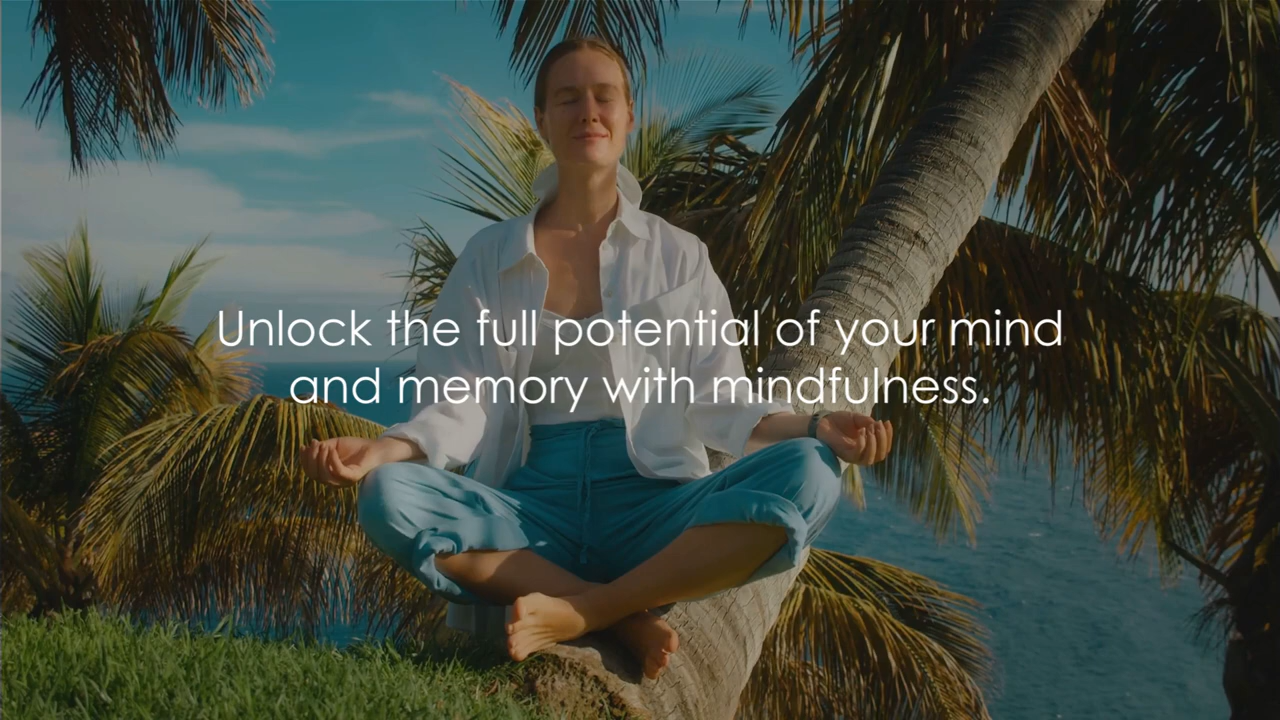 Unlock the full potential of your mind
and memory with mindfulness.